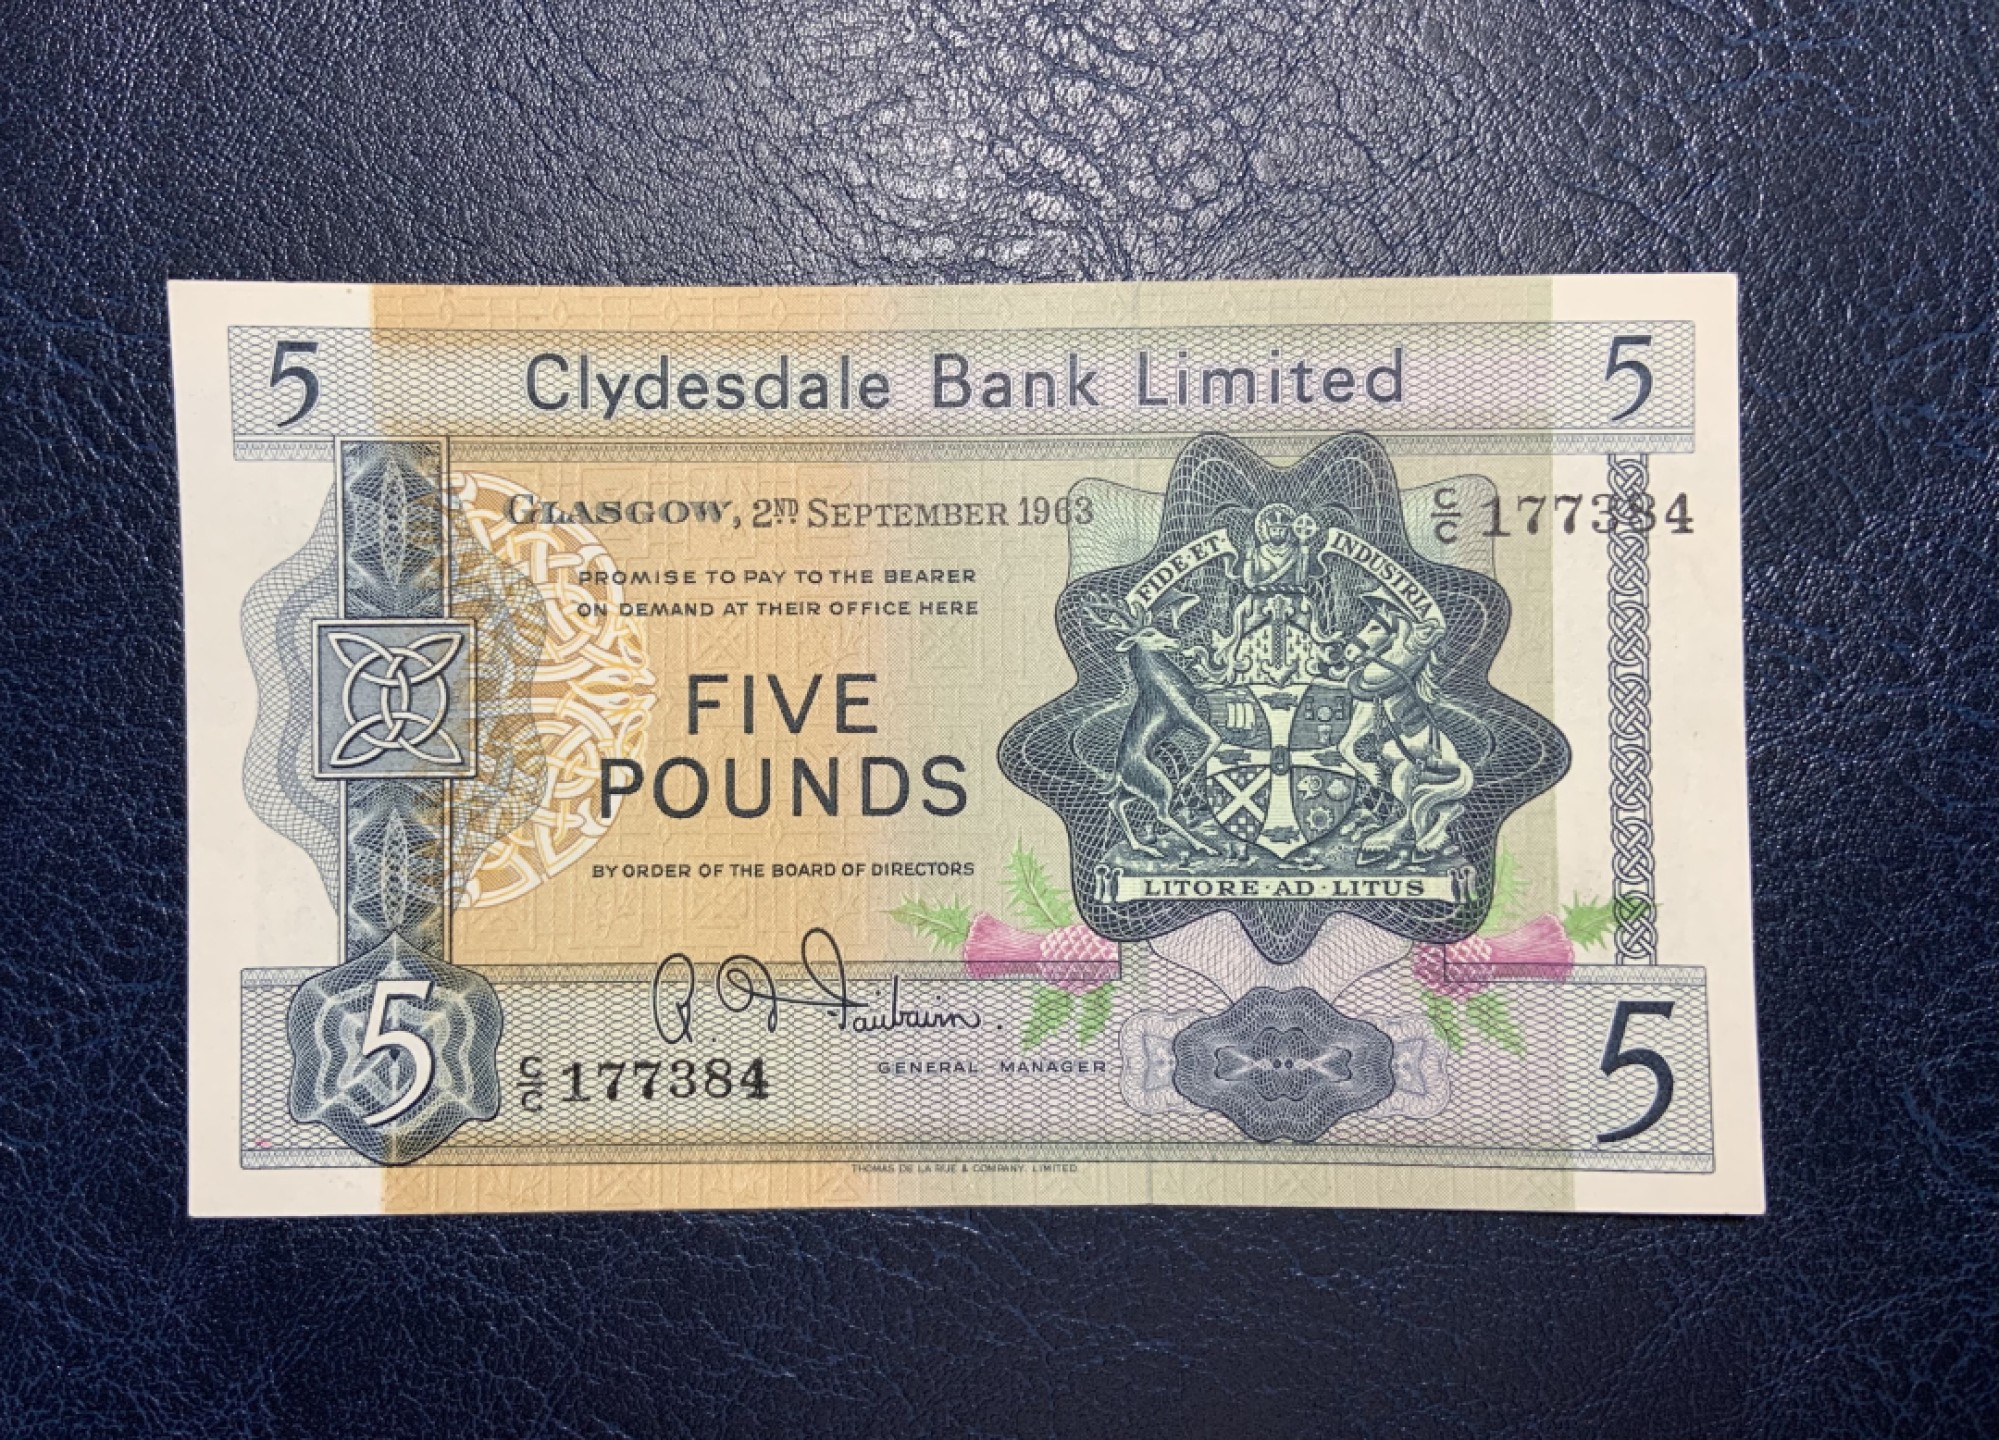 5 Clydesdale Bank Limited 5
GLASGOW, 2ND SEPTEMBER 1963
C/C 177384
PROMISE TO PAY TO THE BEARER
ON DEMAND AT THEIR OFFICE HERE
FIDE·ET· INDUSTRIA
FIVE
POUNDS
BY ORDER OF THE BOARD OF DIRECTORS
LITORE·AD·LITUS
R. D. Fairbairn.
GENERAL MANAGER
5 C/C 177384 5
THOMAS DE LA RUE & COMPANY, LIMITED